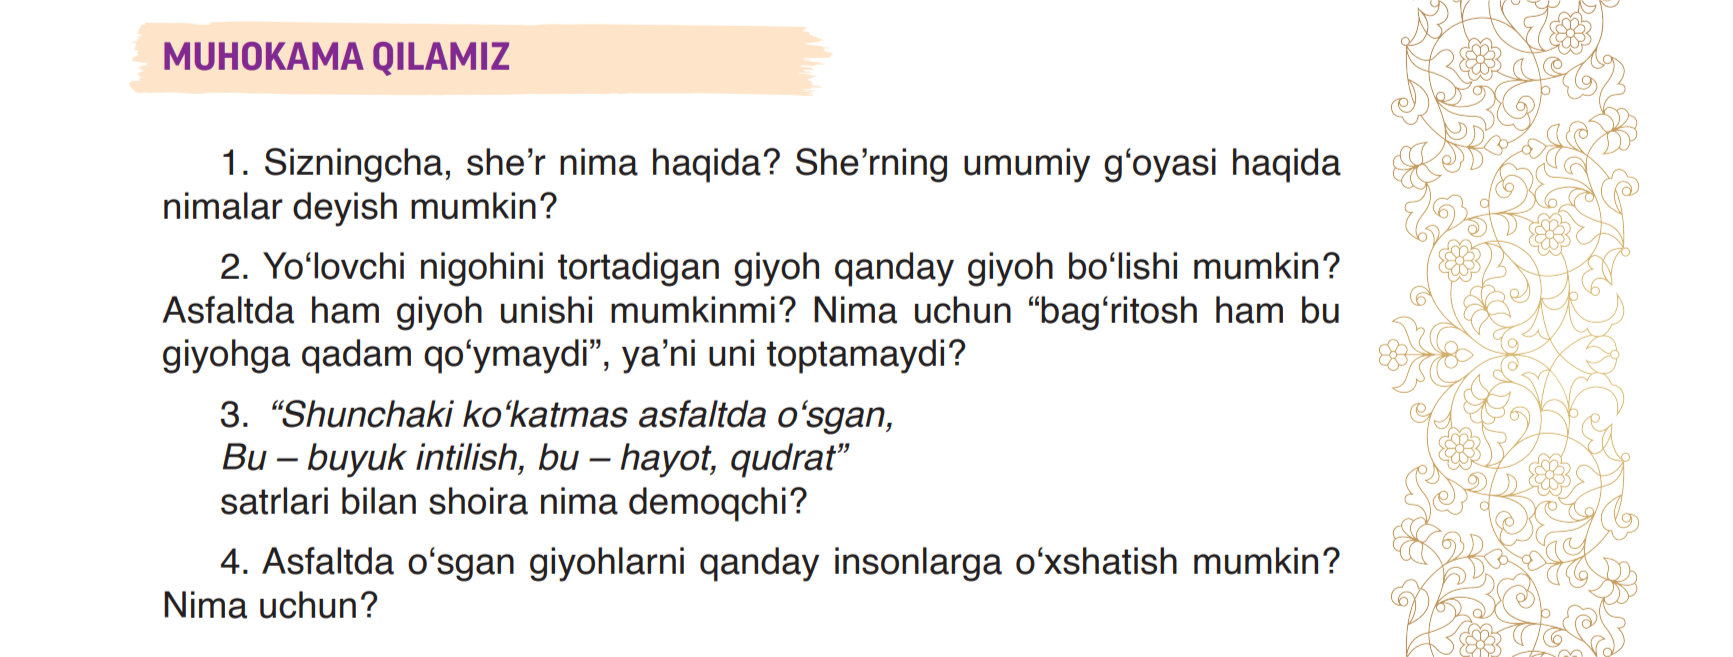 MUHOKAMA QILAMIZ
1. Sizningcha, she’r nima haqida? She’rning umumiy g‘oyasi haqida
nimalar deyish mumkin?
2. Yo‘lovchi nigohini tortadigan giyoh qanday giyoh bo‘lishi mumkin?
Asfaltda ham giyoh unishi mumkinmi? Nima uchun “bag‘ritosh ham bu
giyohga qadam qo‘ymaydi”, ya’ni uni toptamaydi?
3. “Shunchaki ko‘katmas asfaltda o‘sgan,
Bu – buyuk intilish, bu – hayot, qudrat”
satrlari bilan shoira nima demoqchi?
4. Asfaltda o‘sgan giyohlarni qanday insonlarga o‘xshatish mumkin?
Nima uchun?